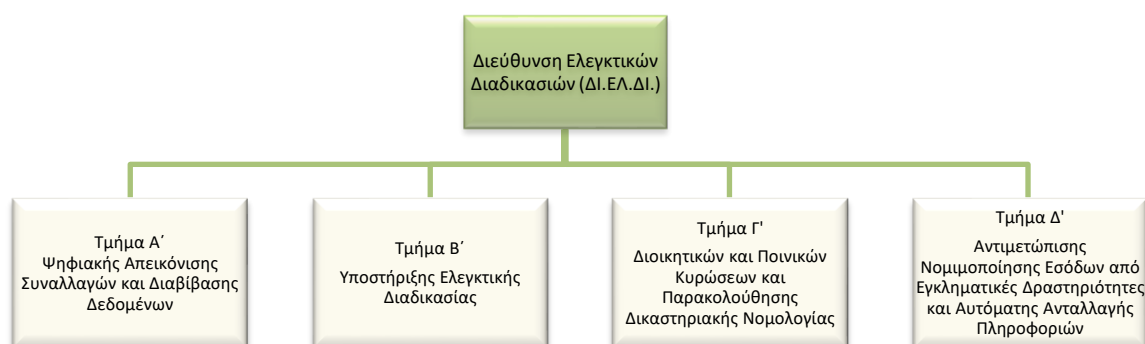 Διεύθυνση Ελεγκτικών
Διαδικασιών (ΔΙ.ΕΛ.ΔΙ.)
Τμήμα Α΄
Ψηφιακής Απεικόνισης
Συναλλαγών και Διαβίβασης
Δεδομένων
Τμήμα Β΄
Υποστήριξης Ελεγκτικής
Διαδικασίας
Τμήμα Γ'
Διοικητικών και Ποινικών
Κυρώσεων και
Παρακολούθησης
Δικαστηριακής Νομολογίας
Τμήμα Δ'
Αντιμετώπισης
Νομιμοποίησης Εσόδων από
Εγκληματικές Δραστηριότητες
και Αυτόματης Ανταλλαγής
Πληροφοριών